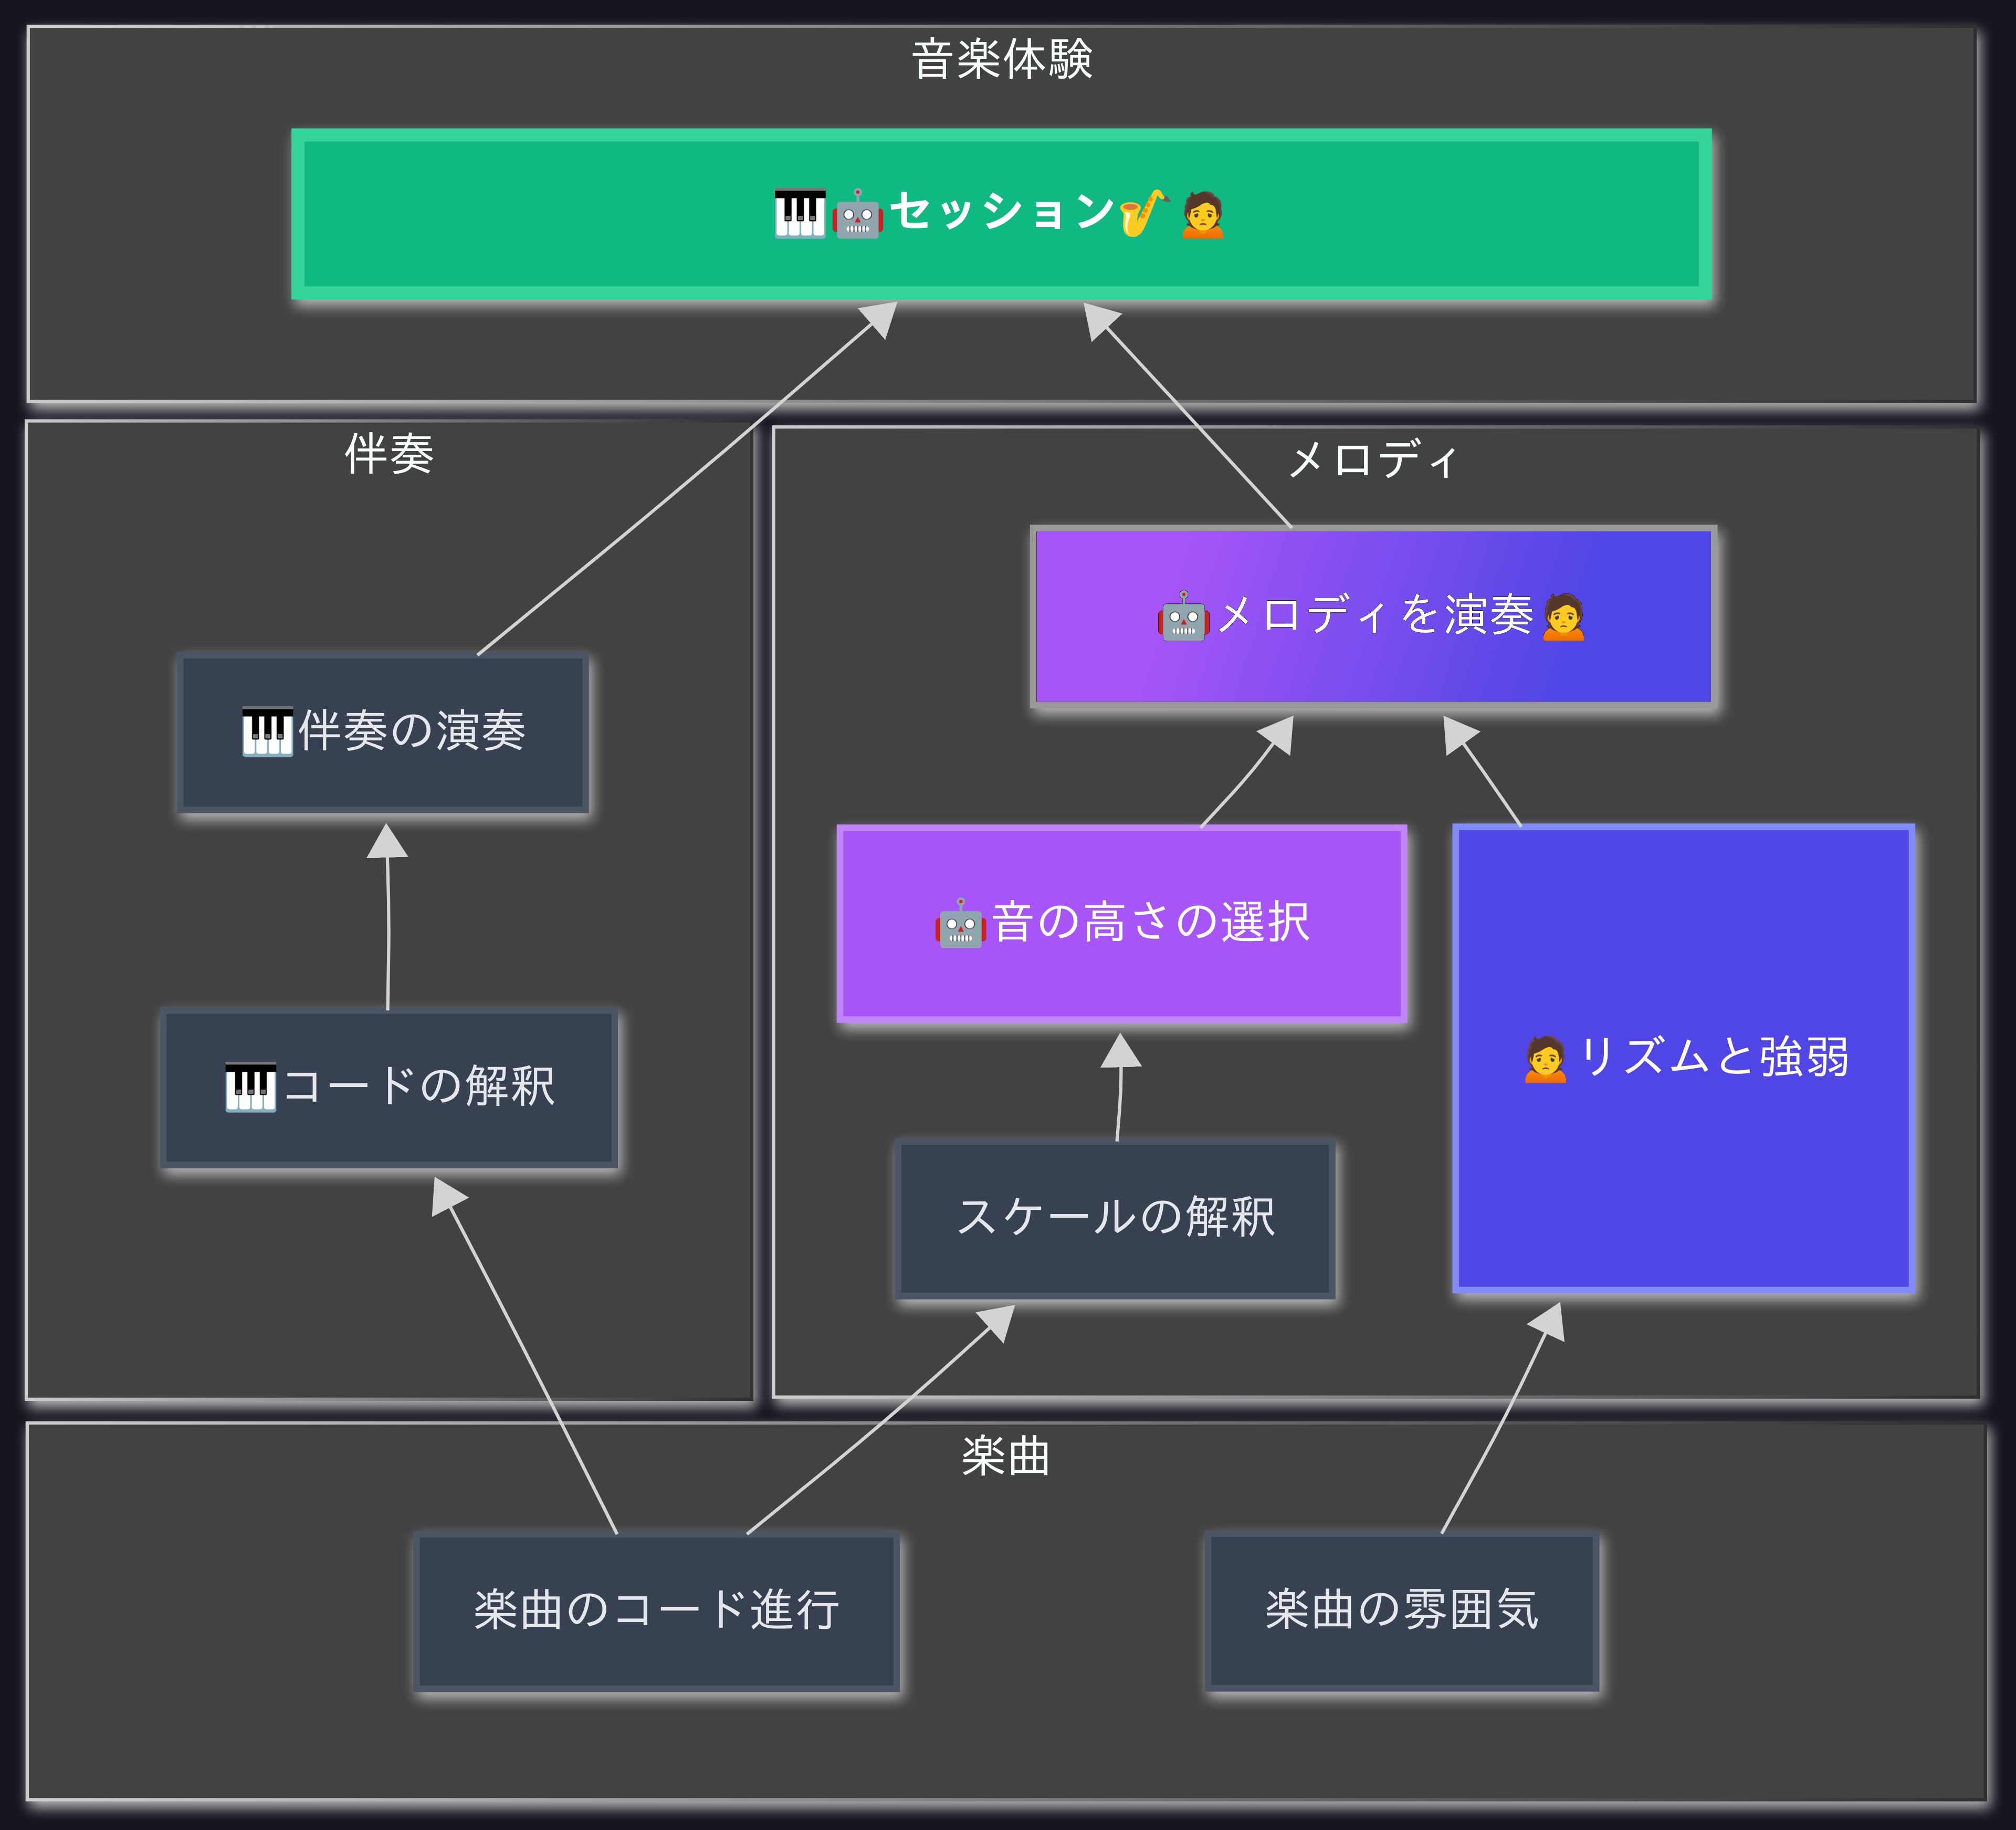 音楽体験
🎹🤖セッション🎷🙍
伴奏
メロディ
🤖メロディを演奏🙍
🎹伴奏の演奏
🤖音の高さの選択
🙍リズムと強弱
🎹コードの解釈
スケールの解釈
楽曲
楽曲のコード進行
楽曲の雰囲気